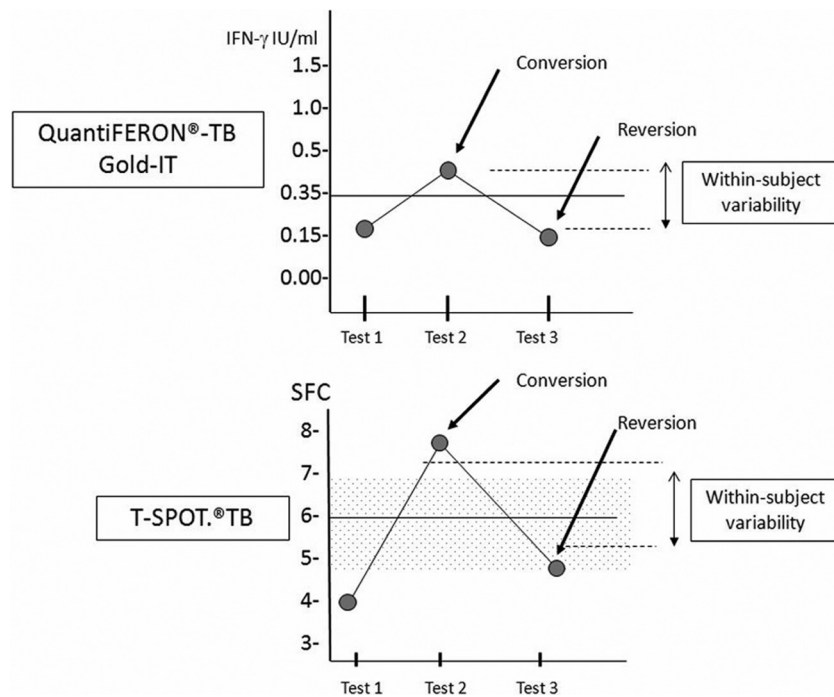 IFN-γ IU/ml
1.5-
1.0-
0.5-
0.35-
0.15-
0.00-
QuantiFERON®-TB
Gold-IT
Conversion
Reversion
Within-subject
variability
Test 1
Test 2
Test 3
SFC
8-
7-
6-
5-
4-
3-
T-SPOT.®TB
Conversion
Reversion
Within-subject
variability
Test 1
Test 2
Test 3